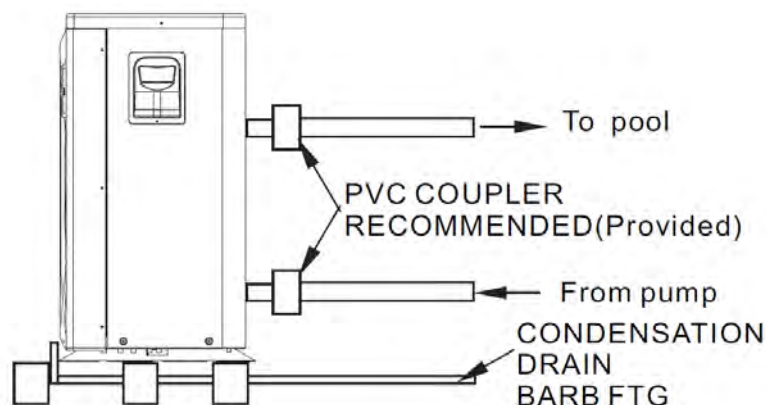 To pool
PVC COUPLER
RECOMMENDED(Provided)
From pump
CONDENSATION
DRAIN
BARB FTG